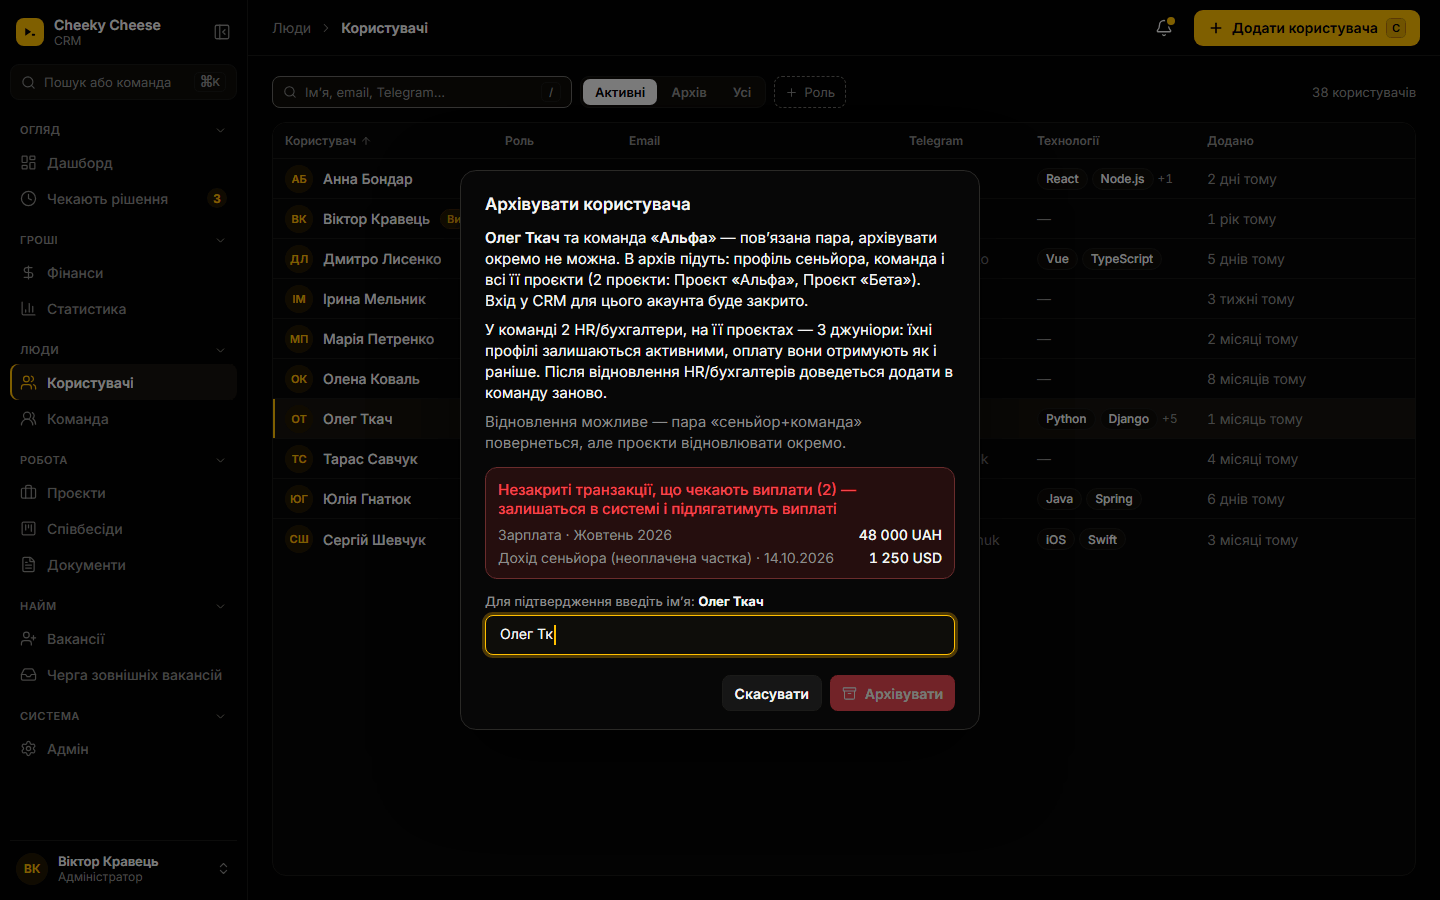 Cheeky Cheese
CRM
Пошук або команда ⌘K
ОГЛЯД
Дашборд
Чекають рішення 3
ГРОШІ
Фінанси
Статистика
ЛЮДИ
Користувачі
Команда
РОБОТА
Проєкти
Співбесіди
Документи
НАЙМ
Вакансії
Черга зовнішніх вакансій
СИСТЕМА
Адмін
ВК Віктор Кравець
Адміністратор
Люди > Користувачі
+ Додати користувача C
Ім’я, email, Telegram... /
Активні Архів Усі
+ Роль
38 користувачів
Користувач ↑ Роль Email Telegram Технології Додано
АБ Анна Бондар React Node.js +1 2 дні тому
ВК Віктор Кравець Ви — 1 рік тому
ДЛ Дмитро Лисенко o Vue TypeScript 5 днів тому
ІМ Ірина Мельник — 3 тижні тому
МП Марія Петренко — 2 місяці тому
ОК Олена Коваль — 8 місяців тому
ОТ Олег Ткач Python Django +5 1 місяць тому
ТС Тарас Савчук k — 4 місяці тому
ЮГ Юлія Гнатюк Java Spring 6 днів тому
СШ Сергій Шевчук uk iOS Swift 3 місяці тому
Архівувати користувача
Олег Ткач та команда «Альфа» — пов’язана пара, архівувати
окремо не можна. В архів підуть: профіль сеньйора, команда і
всі її проєкти (2 проєкти: Проєкт «Альфа», Проєкт «Бета»).
Вхід у CRM для цього акаунта буде закрито.
У команді 2 HR/бухгалтери, на її проєктах — 3 джуніори: їхні
профілі залишаються активними, оплату вони отримують як і
раніше. Після відновлення HR/бухгалтерів доведеться додати в
команду заново.
Відновлення можливе — пара «сеньйор+команда»
повернеться, але проєкти відновлювати окремо.
Незакриті транзакції, що чекають виплати (2) —
залишаться в системі і підлягатимуть виплаті
Зарплата · Жовтень 2026 48 000 UAH
Дохід сеньйора (неоплачена частка) · 14.10.2026 1 250 USD
Для підтвердження введіть ім’я: Олег Ткач
Олег Тк
Скасувати Архівувати